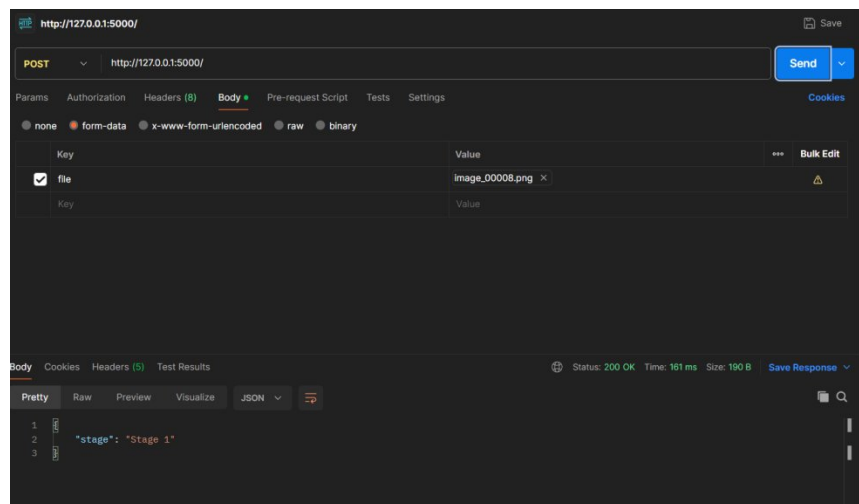 HTTP http://127.0.0.1:5000/ Save
POST http://127.0.0.1:5000/ Send
Params Authorization Headers (8) Body Pre-request Script Tests Settings Cookies
none form-data x-www-form-urlencoded raw binary
Key Value Bulk Edit
file image_00008.png
Key Value
Body Cookies Headers (5) Test Results Status: 200 OK Time: 161 ms Size: 190 B Save Response
Pretty Raw Preview Visualize JSON
1 {
2 "stage": "Stage 1"
3 }